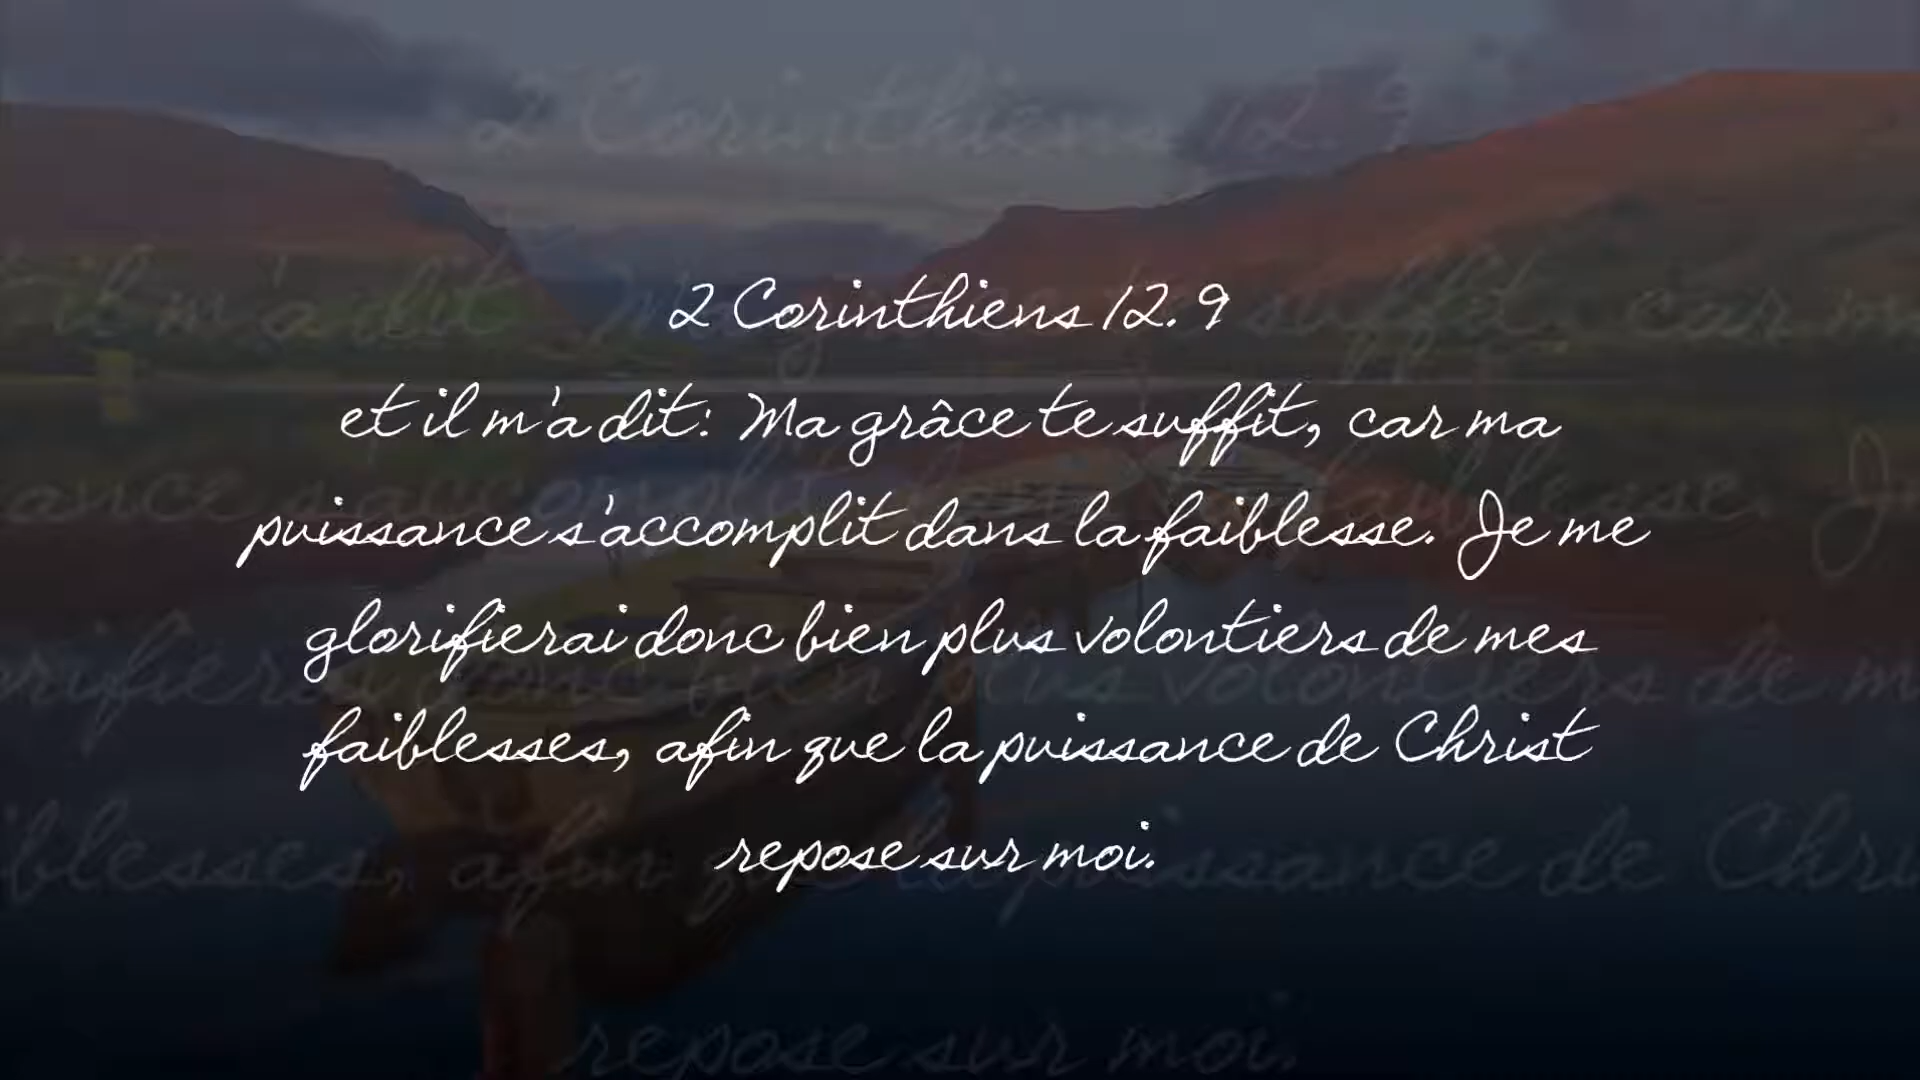 2 Corinthiens 12. 9
et il m'a dit: Ma grâce te suffit, car ma
puissance s'accomplit dans la faiblesse. Je me
glorifierai donc bien plus volontiers de mes
faiblesses, afin que la puissance de Christ
repose sur moi.